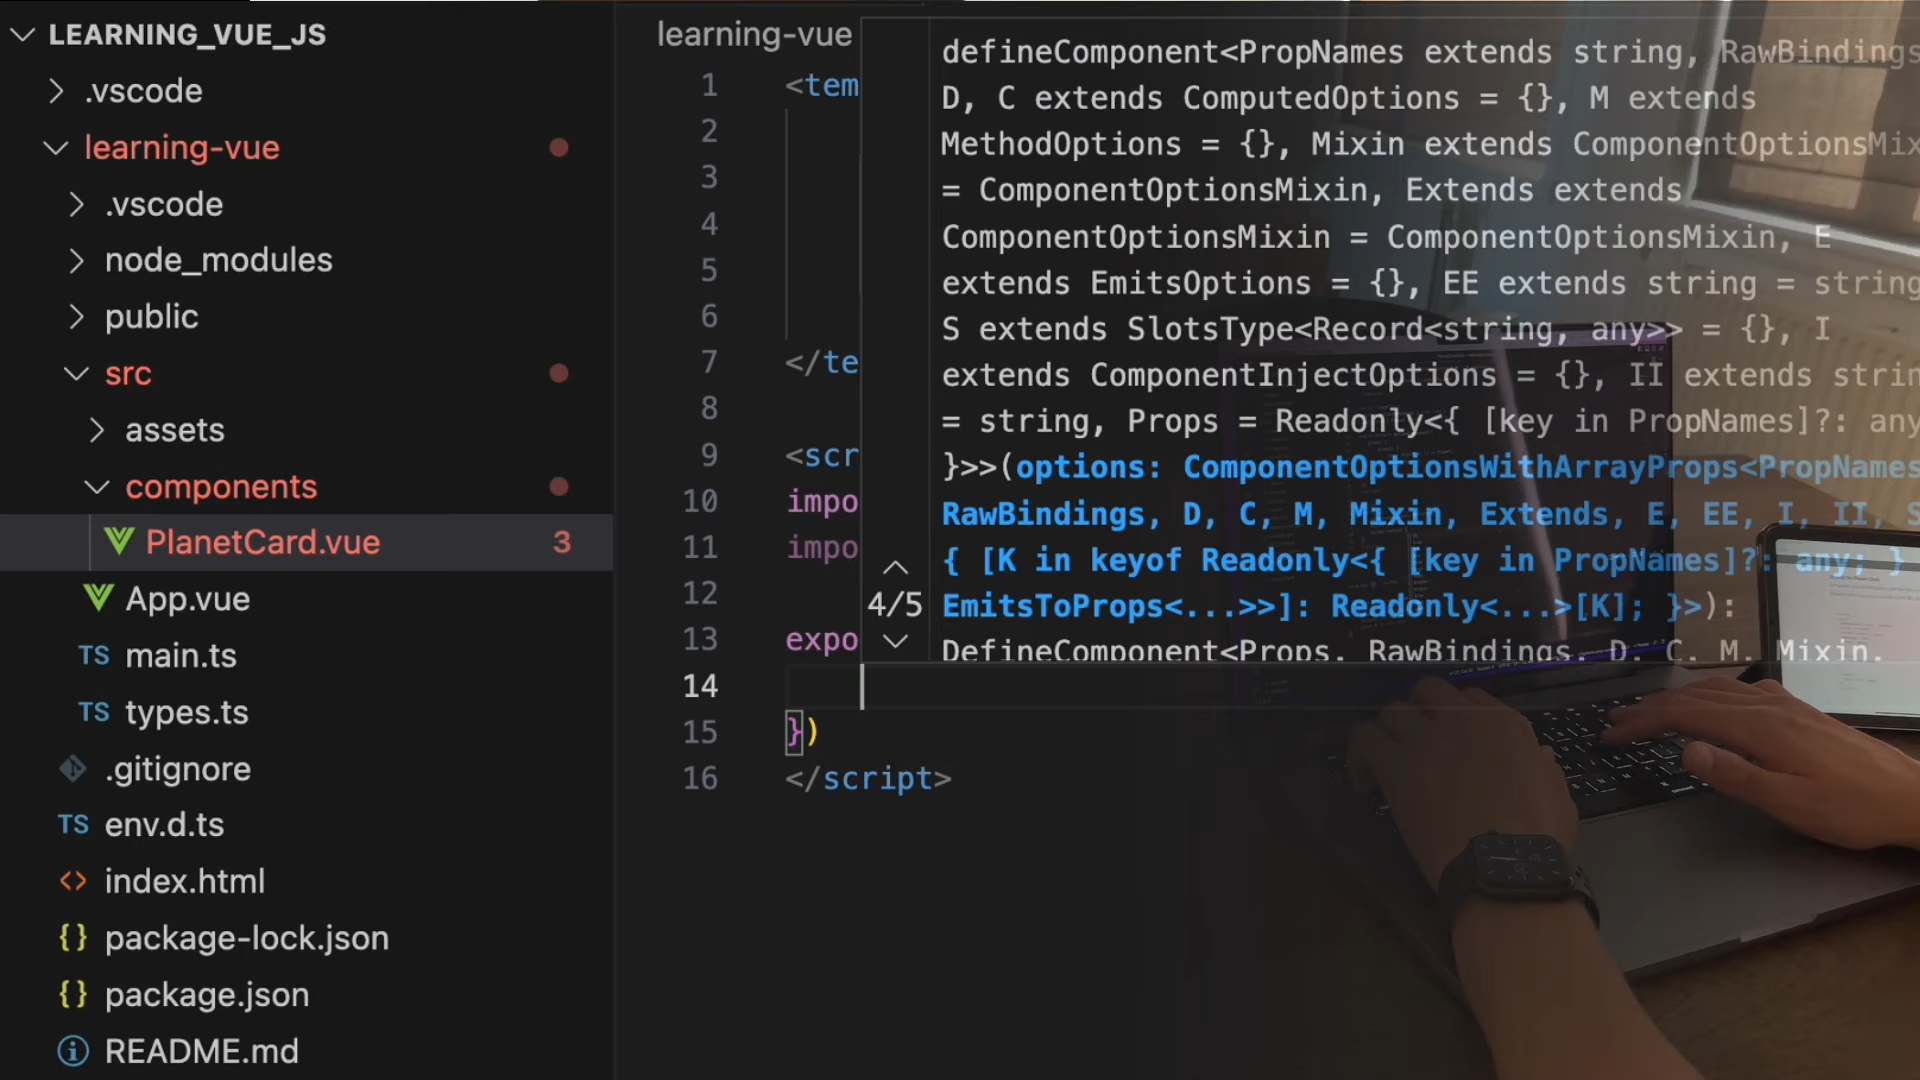 LEARNING_VUE_JS
.vscode
learning-vue
.vscode
node_modules
public
src
assets
components
PlanetCard.vue 3
App.vue
TS main.ts
TS types.ts
.gitignore
TS env.d.ts
<> index.html
{} package-lock.json
{} package.json
README.md
learning-vue
1 <tem
2
3
4
5
6
7 </te
8
9 <scr
10 impo
11 impo
12
13 expo
14
15 })
16 </script>
4/5
defineComponent<PropNames extends string, RawBindings
D, C extends ComputedOptions = {}, M extends
MethodOptions = {}, Mixin extends ComponentOptionsMix
= ComponentOptionsMixin, Extends extends
ComponentOptionsMixin = ComponentOptionsMixin, E
extends EmitsOptions = {}, EE extends string = string
S extends SlotsType<Record<string, any>> = {}, I
extends ComponentInjectOptions = {}, II extends strin
= string, Props = Readonly<{ [key in PropNames]?: any
}>>(options: ComponentOptionsWithArrayProps<PropNames
RawBindings, D, C, M, Mixin, Extends, E, EE, I, II, S
{ [K in keyof Readonly<{ [key in PropNames]?: any; }
EmitsToProps<...>>]: Readonly<...>[K]; }>):
DefineComponent<Props, RawBindings, D, C, M, Mixin,